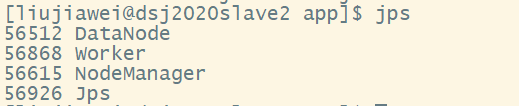 [liujiawei@dsj2020slave2 app]$ jps
56512 DataNode
56868 Worker
56615 NodeManager
56926 Jps